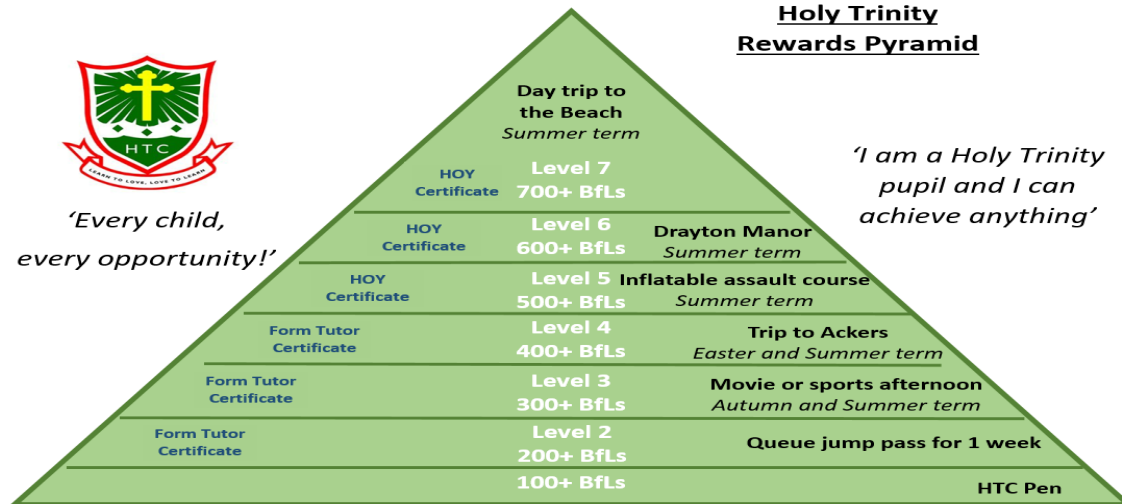 Holy Trinity
Rewards Pyramid
HTC
LEARN TO LOVE, LOVE TO LEARN
‘Every child,
every opportunity!’
‘I am a Holy Trinity
pupil and I can
achieve anything’
Day trip to
the Beach
Summer term
HOY
Certificate
Level 7
700+ BfLs
HOY
Certificate
Level 6
600+ BfLs
Drayton Manor
Summer term
HOY
Certificate
Level 5
500+ BfLs
Inflatable assault course
Summer term
Form Tutor
Certificate
Level 4
400+ BfLs
Trip to Ackers
Easter and Summer term
Form Tutor
Certificate
Level 3
300+ BfLs
Movie or sports afternoon
Autumn and Summer term
Form Tutor
Certificate
Level 2
200+ BfLs
Queue jump pass for 1 week
100+ BfLs
HTC Pen